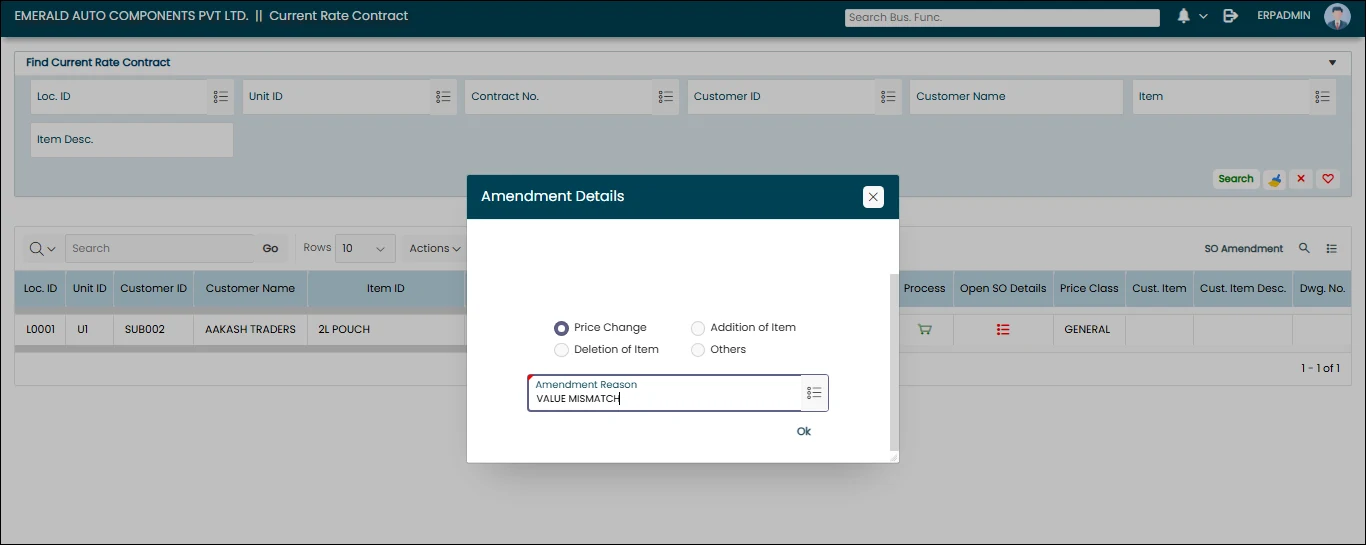 EMERALD AUTO COMPONENTS PVT LTD. || Current Rate Contract
Search Bus. Func.
ERPADMIN
Find Current Rate Contract
Loc. ID
Unit ID
Contract No.
Customer ID
Customer Name
Item
Item Desc.
Search
Amendment Details
Search
Go
Rows
10
Actions
SO Amendment
Loc. ID Unit ID Customer ID Customer Name Item ID Process Open SO Details Price Class Cust. Item Cust. Item Desc. Dwg. No.
L0001 U1 SUB002 AAKASH TRADERS 2L POUCH GENERAL
1 - 1 of 1
Price Change Addition of Item
Deletion of Item Others
Amendment Reason
VALUE MISMATCH
Ok